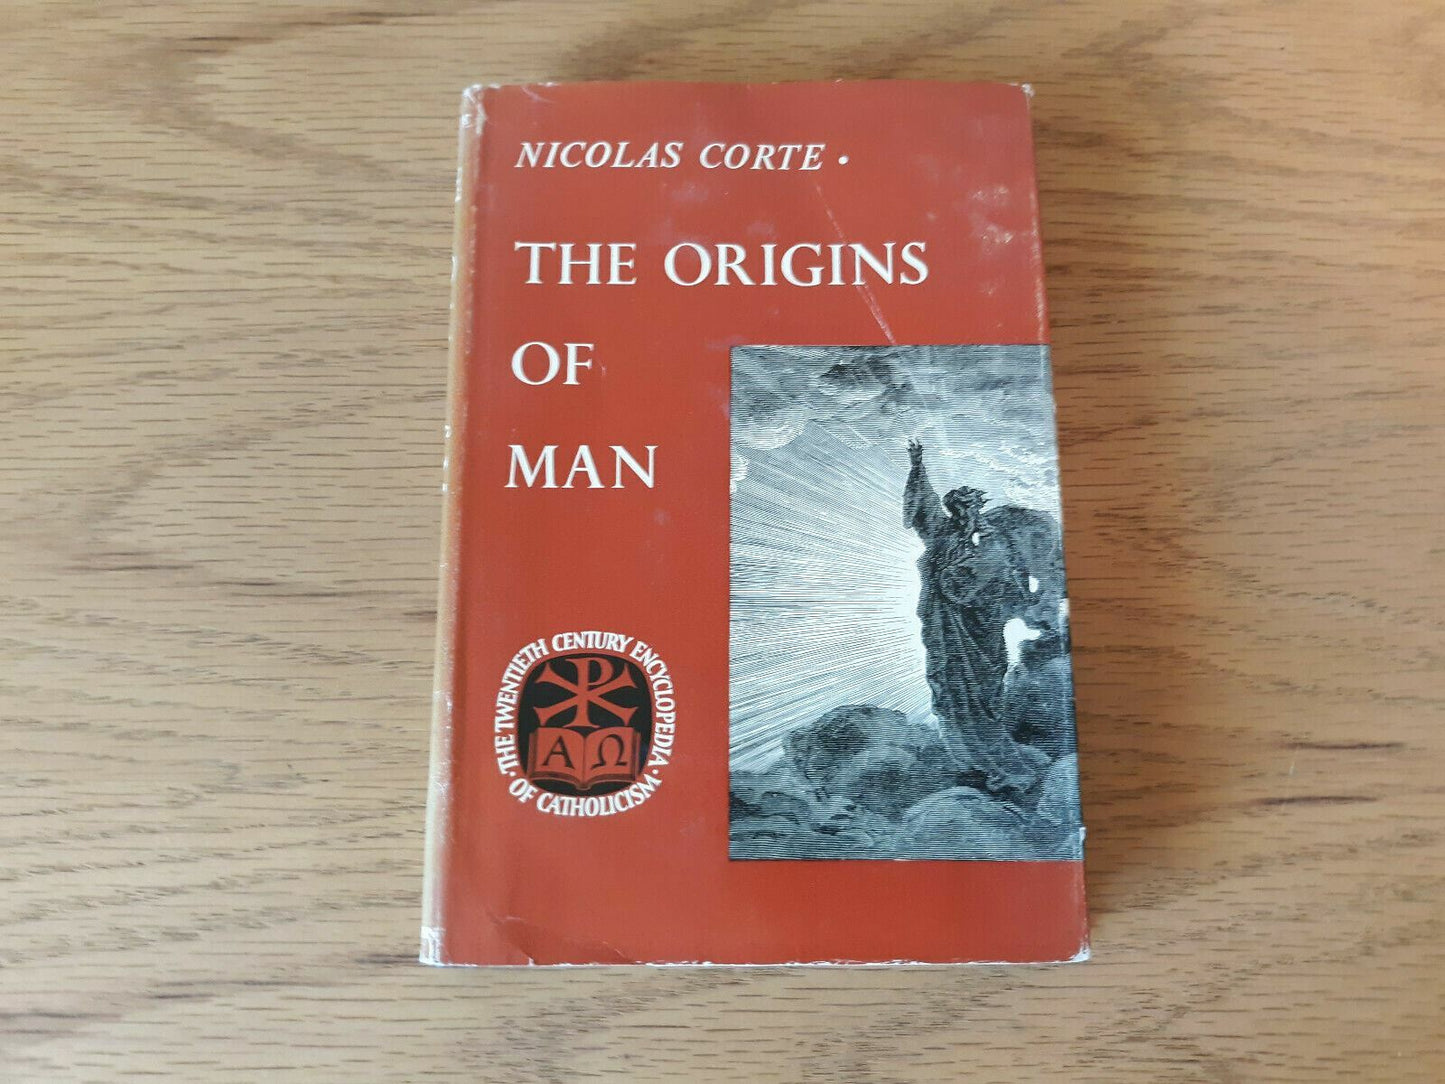 NICOLAS CORTE •
THE ORIGINS
OF
MAN
• THE TWENTIETH CENTURY ENCYCLOPEDIA •
OF CATHOLICISM
Α Ω